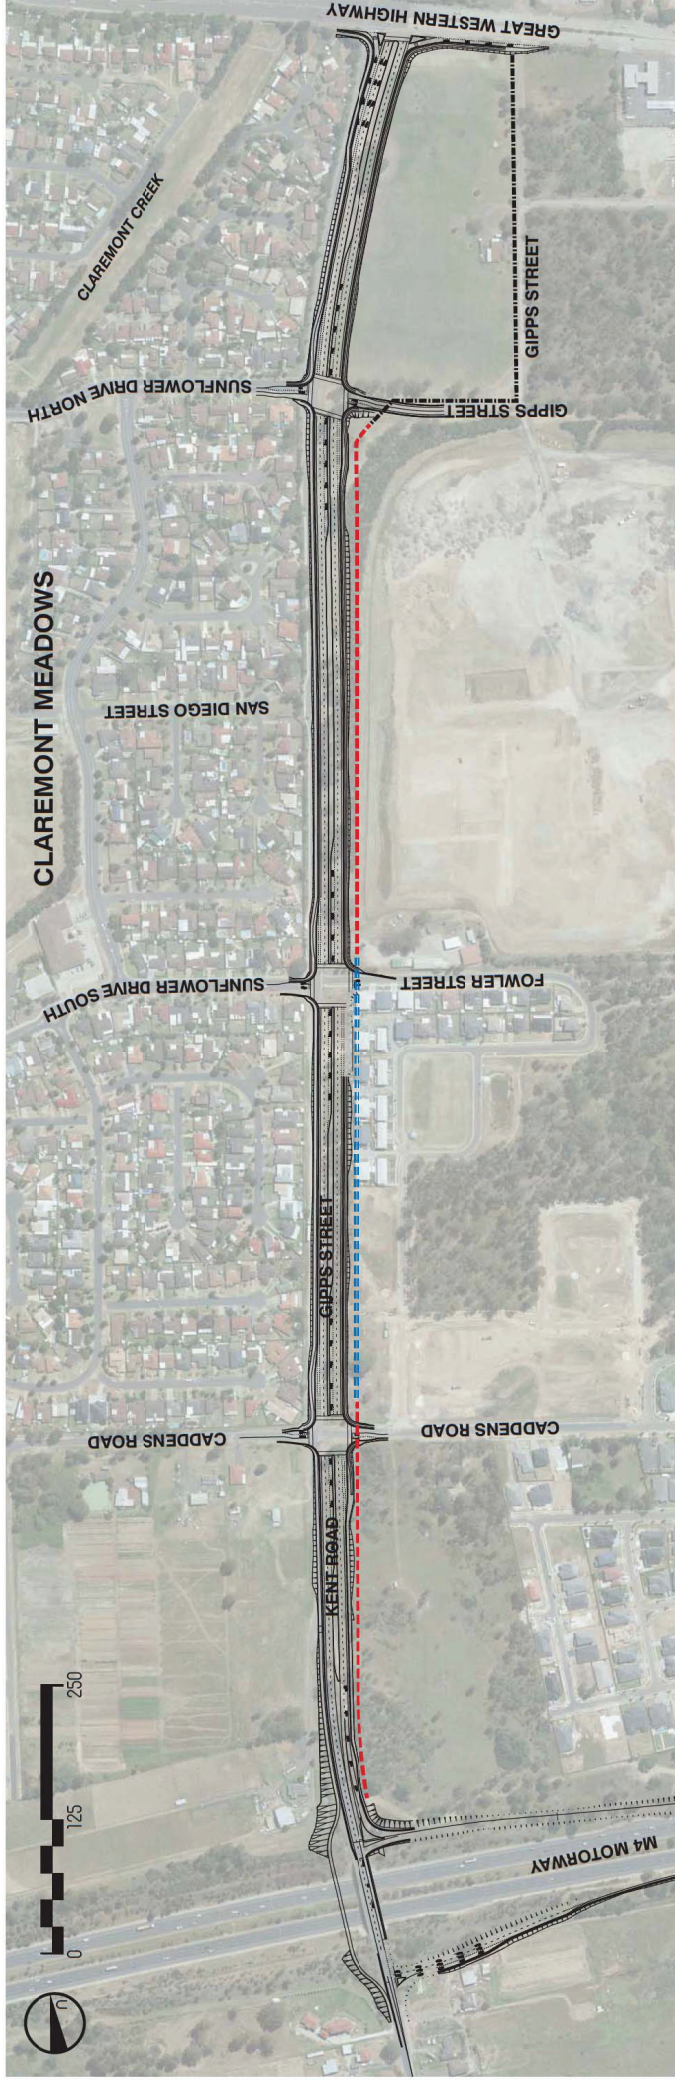 GREAT WESTERN HIGHWAY
CLAREMONT CREEK
GIPPS STREET
SUNFLOWER DRIVE NORTH
GIPPS STREET
CLAREMONT MEADOWS
SAN DIEGO STREET
SUNFLOWER DRIVE SOUTH
FOWLER STREET
GIPPS STREET
CADDENS ROAD
CADDENS ROAD
KENT ROAD
0 125 250
M4 MOTORWAY
n